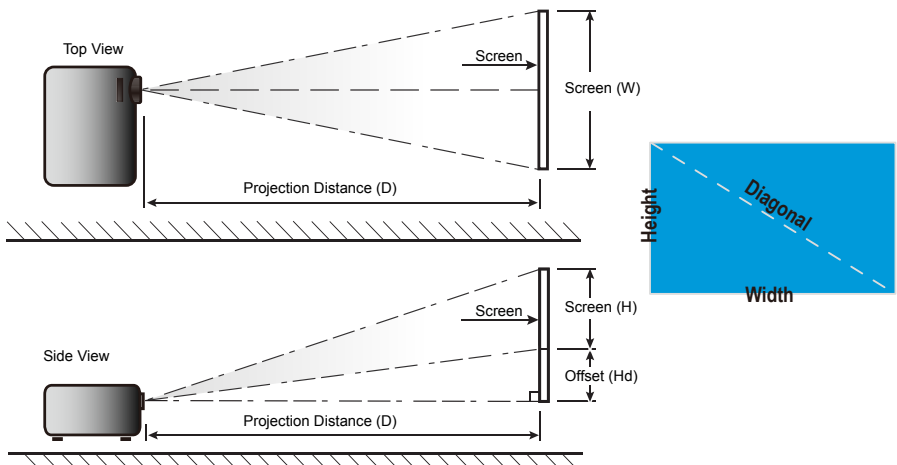 Top View
Screen
Screen (W)
Projection Distance (D)
Height
Diagonal
Width
Screen
Screen (H)
Side View
Offset (Hd)
Projection Distance (D)